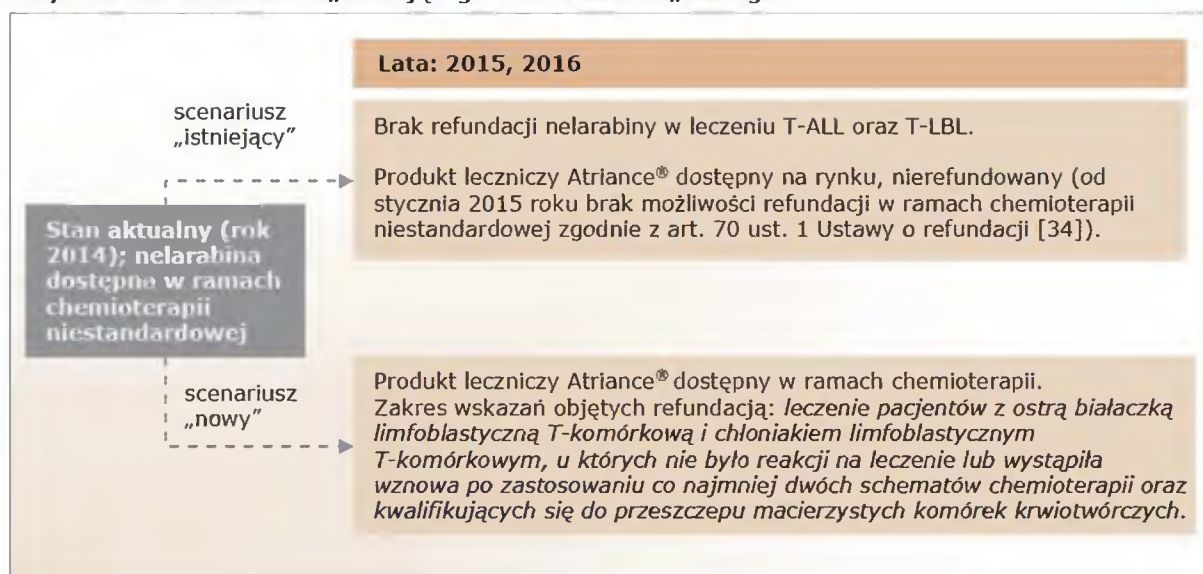 Lata: 2015, 2016
scenariusz
„istniejący”
Brak refundacji nelarabiny w leczeniu T-ALL oraz T-LBL.
Produkt leczniczy Atriance® dostępny na rynku, nierefundowany (od
stycznia 2015 roku brak możliwości refundacji w ramach chemioterapii
niestandardowej zgodnie z art. 70 ust. 1 Ustawy o refundacji [34]).
Stan aktualny (rok
2014); nelarabina
dostępna w ramach
chemioterapii
niestandardowej
scenariusz
„nowy”
Produkt leczniczy Atriance® dostępny w ramach chemioterapii.
Zakres wskazań objętych refundacją: leczenie pacjentów z ostrą białaczką
limfoblastyczną T-komórkową i chłoniakiem limfoblastycznym
T-komórkowym, u których nie było reakcji na leczenie lub wystąpiła
wznowa po zastosowaniu co najmniej dwóch schematów chemioterapii oraz
kwalifikujących się do przeszczepu macierzystych komórek krwiotwórczych.